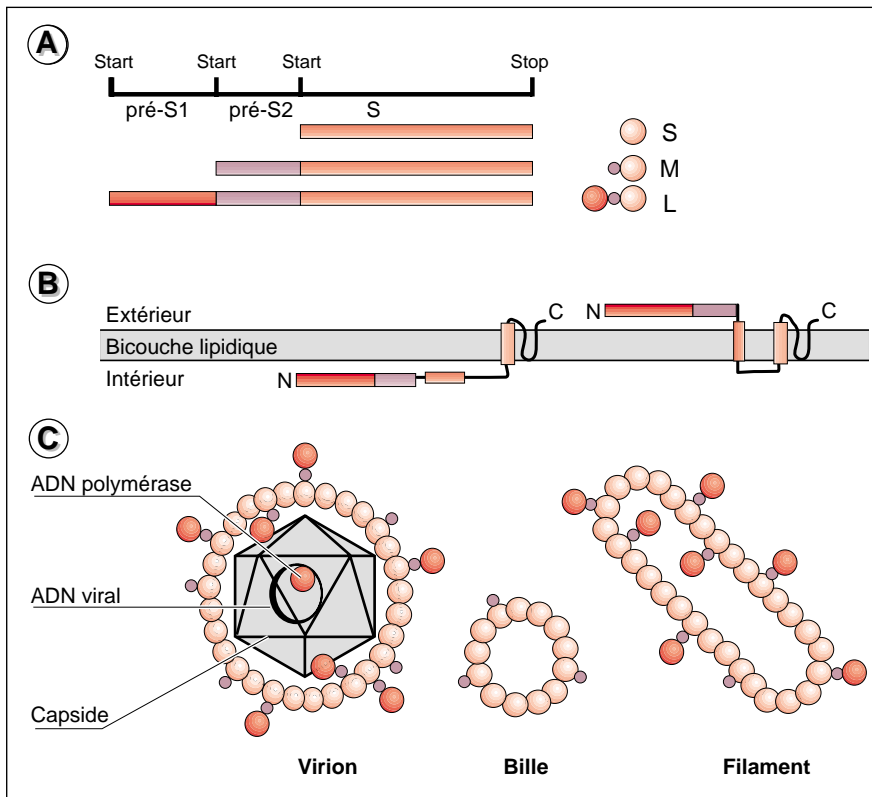 A
Start Start Start Stop
pré-S1 pré-S2 S
S
M
L
B
Extérieur
N C C
Bicouche lipidique
Intérieur
N
C
ADN polymérase
ADN viral
Capside
Virion Bille Filament